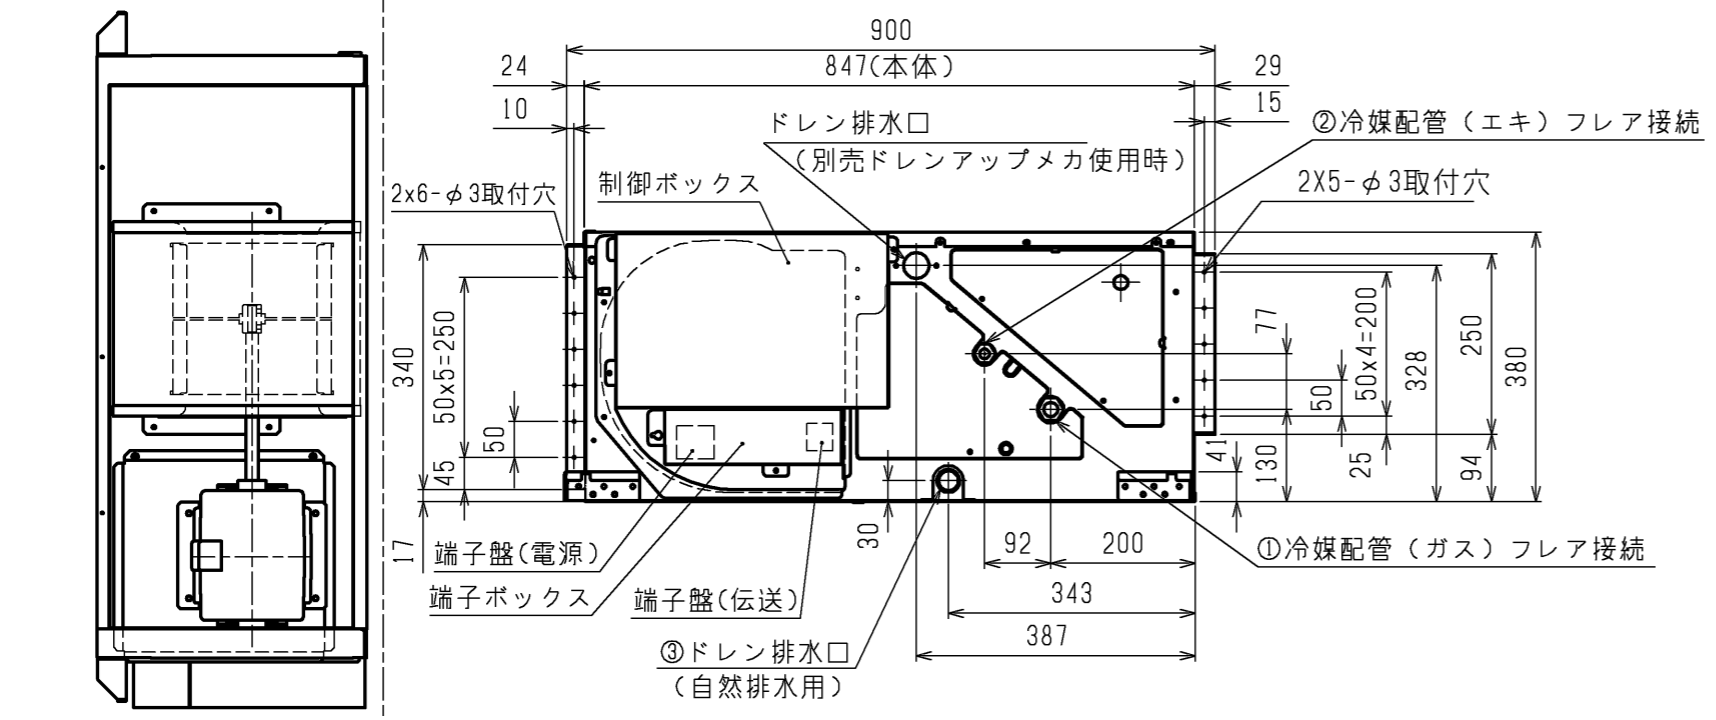 900
24
847(本体)
29
10
15
ドレン排水口
(別売ドレンアップメカ使用時)
②冷媒配管(エキ)フレア接続
制御ボックス
2x6-φ3取付穴
2X5-φ3取付穴
340
50x5=250
50
45
17
77
50
130
41
50x4=200
25
328
250
94
380
30
92
200
343
387
端子盤(電源)
端子ボックス
端子盤(伝送)
①冷媒配管(ガス)フレア接続
③ドレン排水口
(自然排水用)